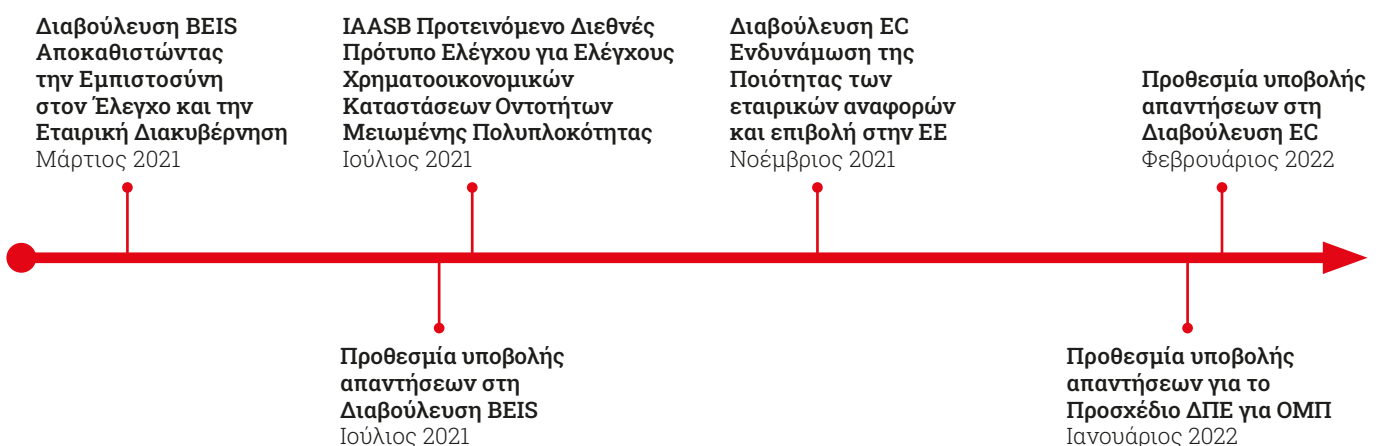 Διαβούλευση BEIS
Αποκαθιστώντας
την Εμπιστοσύνη
στον Έλεγχο και την
Εταιρική Διακυβέρνηση
Μάρτιος 2021
IAASB Προτεινόμενο Διεθνές
Πρότυπο Ελέγχου για Ελέγχους
Χρηματοοικονομικών
Καταστάσεων Οντοτήτων
Μειωμένης Πολυπλοκότητας
Ιούλιος 2021
Διαβούλευση EC
Ενδυνάμωση της
Ποιότητας των
εταιρικών αναφορών
και επιβολή στην ΕΕ
Νοέμβριος 2021
Προθεσμία υποβολής
απαντήσεων στη
Διαβούλευση EC
Φεβρουάριος 2022
Προθεσμία υποβολής
απαντήσεων στη
Διαβούλευση BEIS
Ιούλιος 2021
Προθεσμία υποβολής
απαντήσεων για το
Προσχέδιο ΔΠΕ για ΟΜΠ
Ιανουάριος 2022